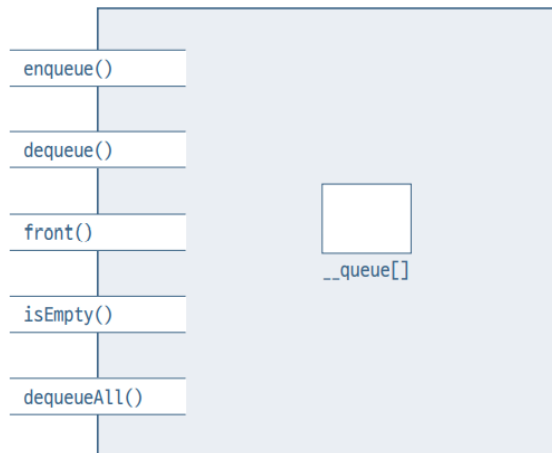 enqueue()
dequeue()
front()
__queue[]
isEmpty()
dequeueAll()